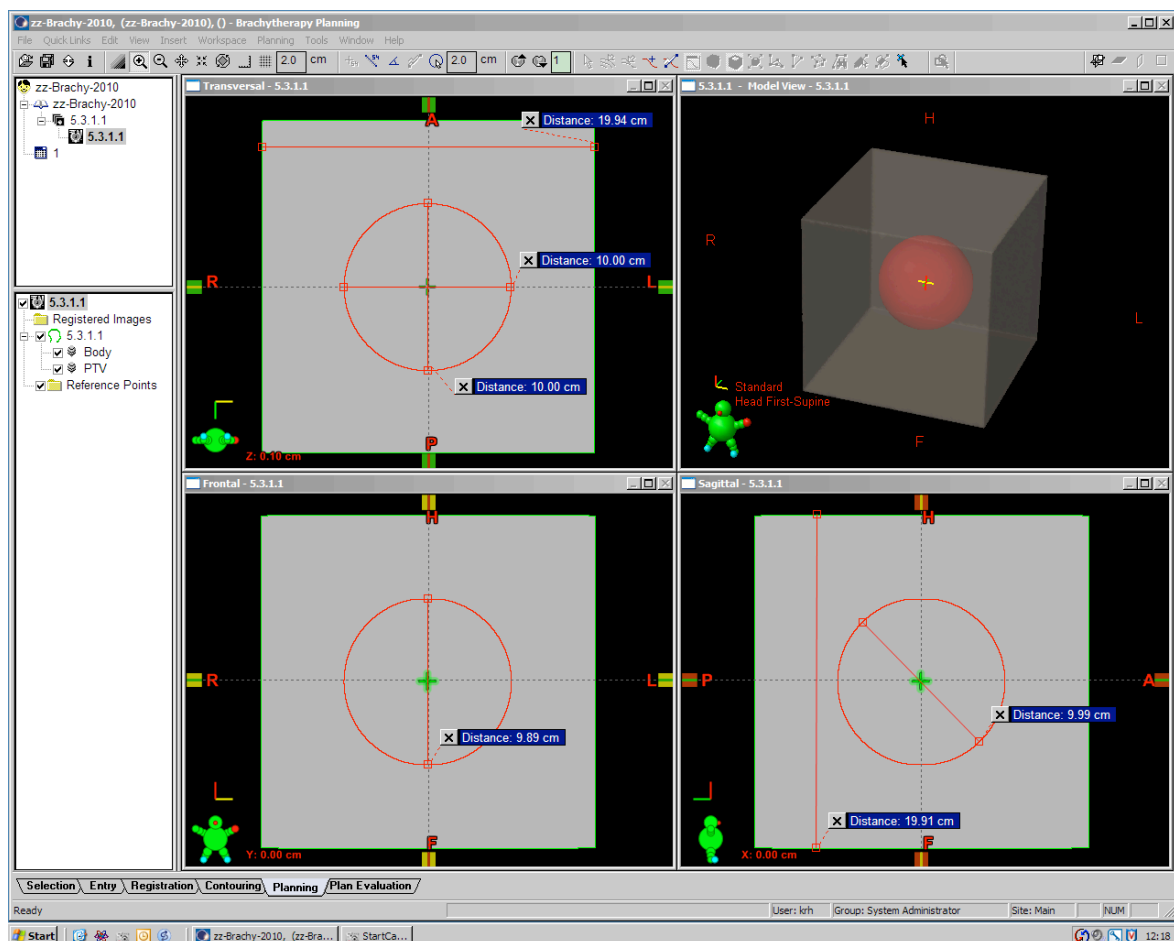 zz-Brachy-2010, (zz-Brachy-2010), () - Brachytherapy Planning
File Quick Links Edit View Insert Workspace Planning Tools Window Help
2.0 cm 2.0 cm 1
zz-Brachy-2010
zz-Brachy-2010
5.3.1.1
5.3.1.1
1
5.3.1.1
Registered Images
5.3.1.1
Body
PTV
Reference Points
Transversal - 5.3.1.1
A
Distance: 19.94 cm
Distance: 10.00 cm
R L
Distance: 10.00 cm
P
Z: 0.10 cm
5.3.1.1 - Model View - 5.3.1.1
H
R
L
Standard
Head First-Supine
F
Frontal - 5.3.1.1
H
R L
Distance: 9.89 cm
F
Y: 0.00 cm
Sagittal - 5.3.1.1
H
P A
Distance: 9.99 cm
Distance: 19.91 cm
F
X: 0.00 cm
Selection Entry Registration Contouring Planning Plan Evaluation
Ready User: krh Group: System Administrator Site: Main NUM
Start zz-Brachy-2010, (zz-Bra... StartCa... 12:18